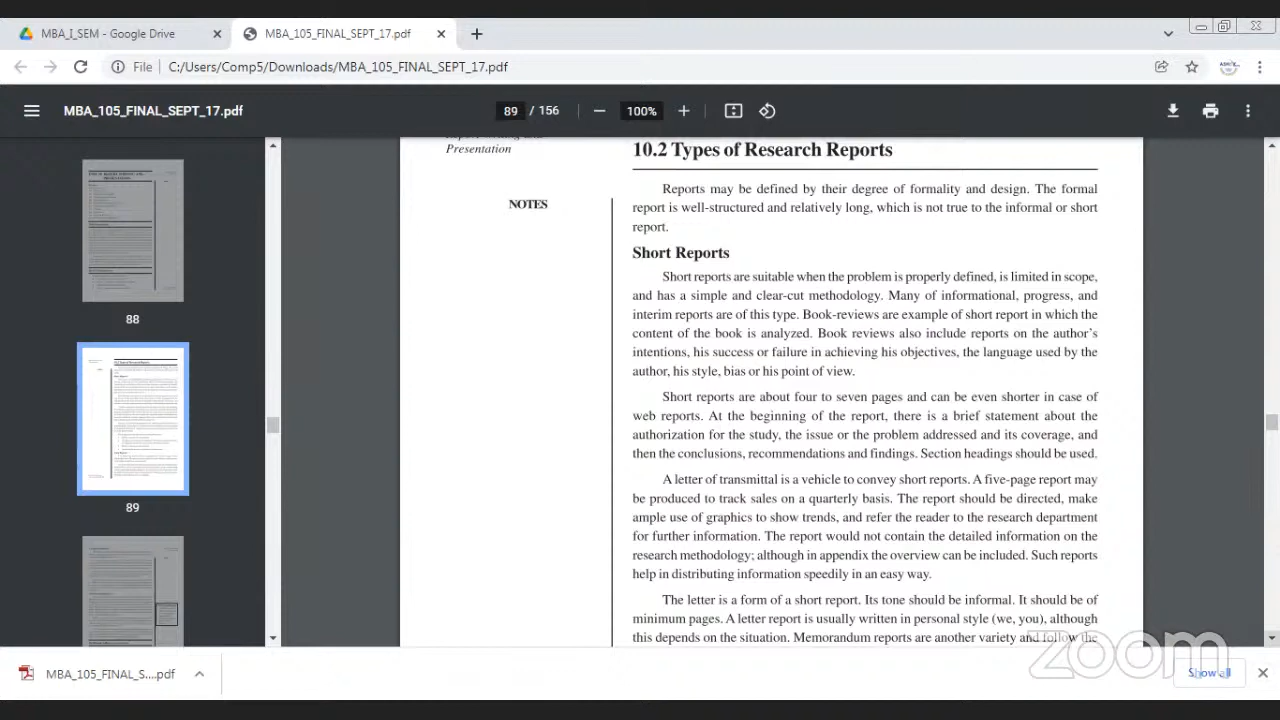 MBA_I_SEM - Google Drive
MBA_105_FINAL_SEPT_17.pdf
File
C:/Users/Comp5/Downloads/MBA_105_FINAL_SEPT_17.pdf
MBA_105_FINAL_SEPT_17.pdf
89 / 156
100%
88
89
Presentation
NOTES
10.2 Types of Research Reports
Reports may be defined by their degree of formality and design. The formal
report is well-structured and relatively long, which is not true to the informal or short
report.
Short Reports
Short reports are suitable when the problem is properly defined, is limited in scope,
and has a simple and clear-cut methodology. Many of informational, progress, and
interim reports are of this type. Book-reviews are example of short report in which the
content of the book is analyzed. Book reviews also include reports on the author's
intentions, his success or failure in achieving his objectives, the language used by the
author, his style, bias or his point of view.
Short reports are about four to seven pages and can be even shorter in case of
web reports. At the beginning of the report, there is a brief statement about the
authorization for the study, the issue or the problem addressed and its coverage, and
then the conclusions, recommendations and findings. Section headings should be used.
A letter of transmittal is a vehicle to convey short reports. A five-page report may
be produced to track sales on a quarterly basis. The report should be directed, make
ample use of graphics to show trends, and refer the reader to the research department
for further information. The report would not contain the detailed information on the
research methodology; although in appendix the overview can be included. Such reports
help in distributing information speedily in an easy way.
The letter is a form of a short report. Its tone should be informal. It should be of
minimum pages. A letter report is usually written in personal style (we, you), although
this depends on the situation. Memorandum reports are another variety and follow the
zoom
MBA_105_FINAL_S....pdf
Show all